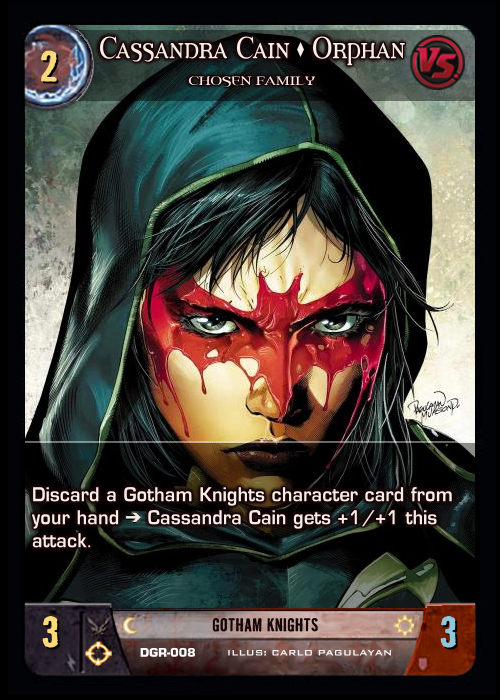 2
CASSANDRA CAIN ♦ ORPHAN
VS
CHOSEN FAMILY
Discard a Gotham Knights character card from
your hand ➔ Cassandra Cain gets +1/+1 this
attack.
3
GOTHAM KNIGHTS
3
DGR-008
ILLUS: CARLO PAGULAYAN